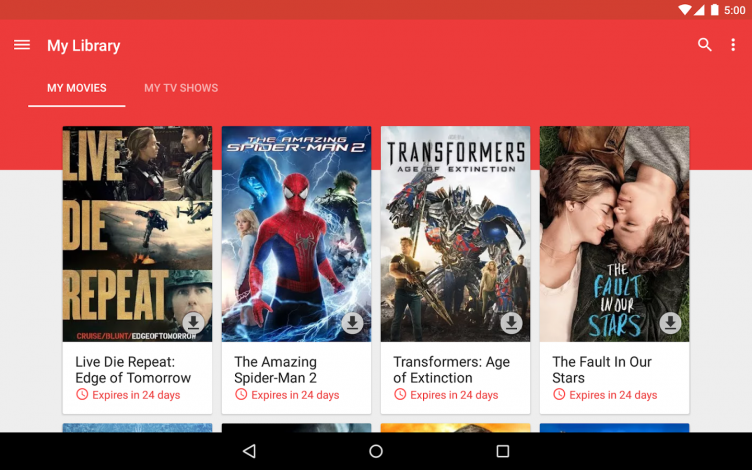 5:00
My Library
MY MOVIES
MY TV SHOWS
LIVE
DIE
REPEAT
CRUISE/BLUNT/EDGEOFTOMORROW
THE AMAZING
SPIDER-MAN 2
TRANSFORMERS
AGE OF EXTINCTION
THE
FAULT
IN OUR
STARS
Live Die Repeat:
Edge of Tomorrow
Expires in 24 days
The Amazing
Spider-Man 2
Expires in 24 days
Transformers: Age
of Extinction
Expires in 24 days
The Fault In Our
Stars
Expires in 24 days